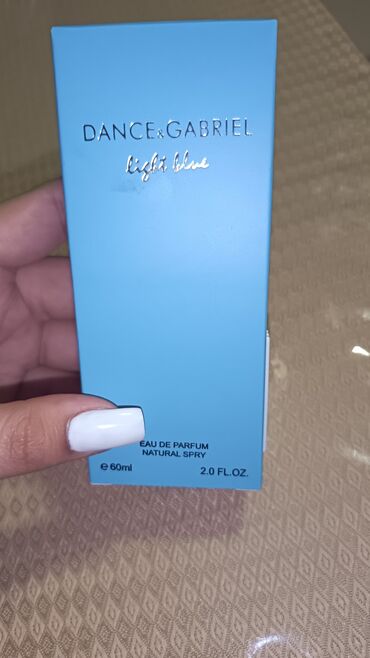 DANCE&GABRIEL
light blue
EAU DE PARFUM
NATURAL SPRY
e 60ml 2.0 FL.OZ.